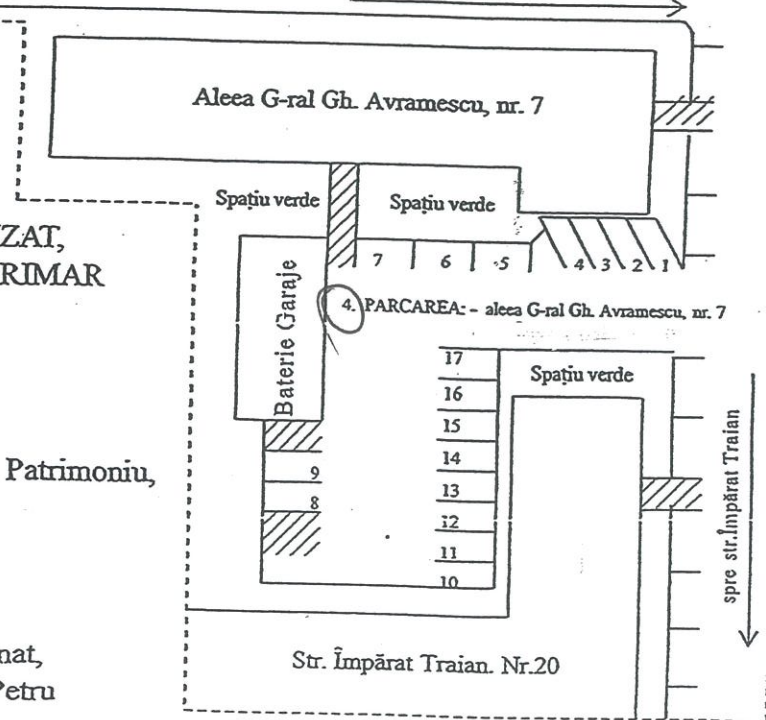 Aleea G-ral Gh. Avramescu, nr. 7
Spațiu verde
Spațiu verde
ZAT,
RIMAR
7 6 5 4 3 2 1
Baterie Garaje
4. PARCAREA: - aleea G-ral Gh. Avramescu, nr. 7
17
Spațiu verde
16
15
14
Patrimoniu,
9
13
8
12
11
10
spre str.Împărat Traian
nat,
Petru
Str. Împărat Traian. Nr.20